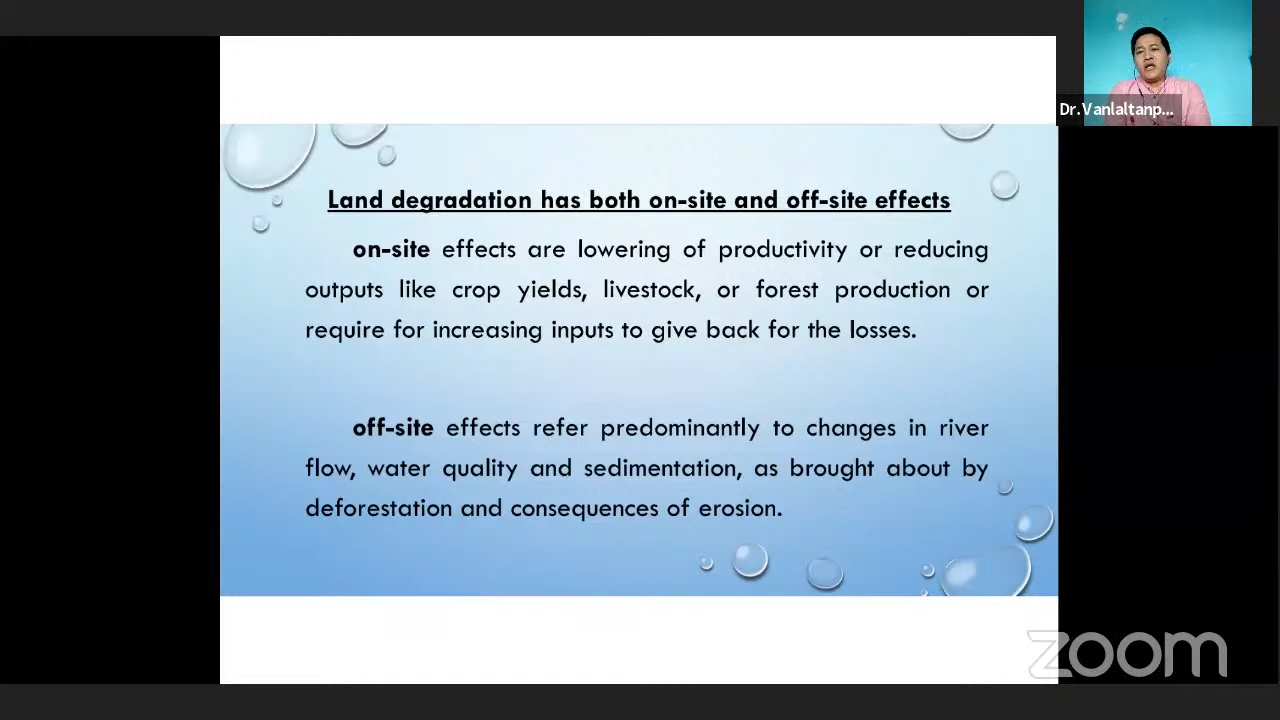 Dr.Vanlaltanp...
Land degradation has both on-site and off-site effects
on-site effects are lowering of productivity or reducing
outputs like crop yields, livestock, or forest production or
require for increasing inputs to give back for the losses.
off-site effects refer predominantly to changes in river
flow, water quality and sedimentation, as brought about by
deforestation and consequences of erosion.
zoom